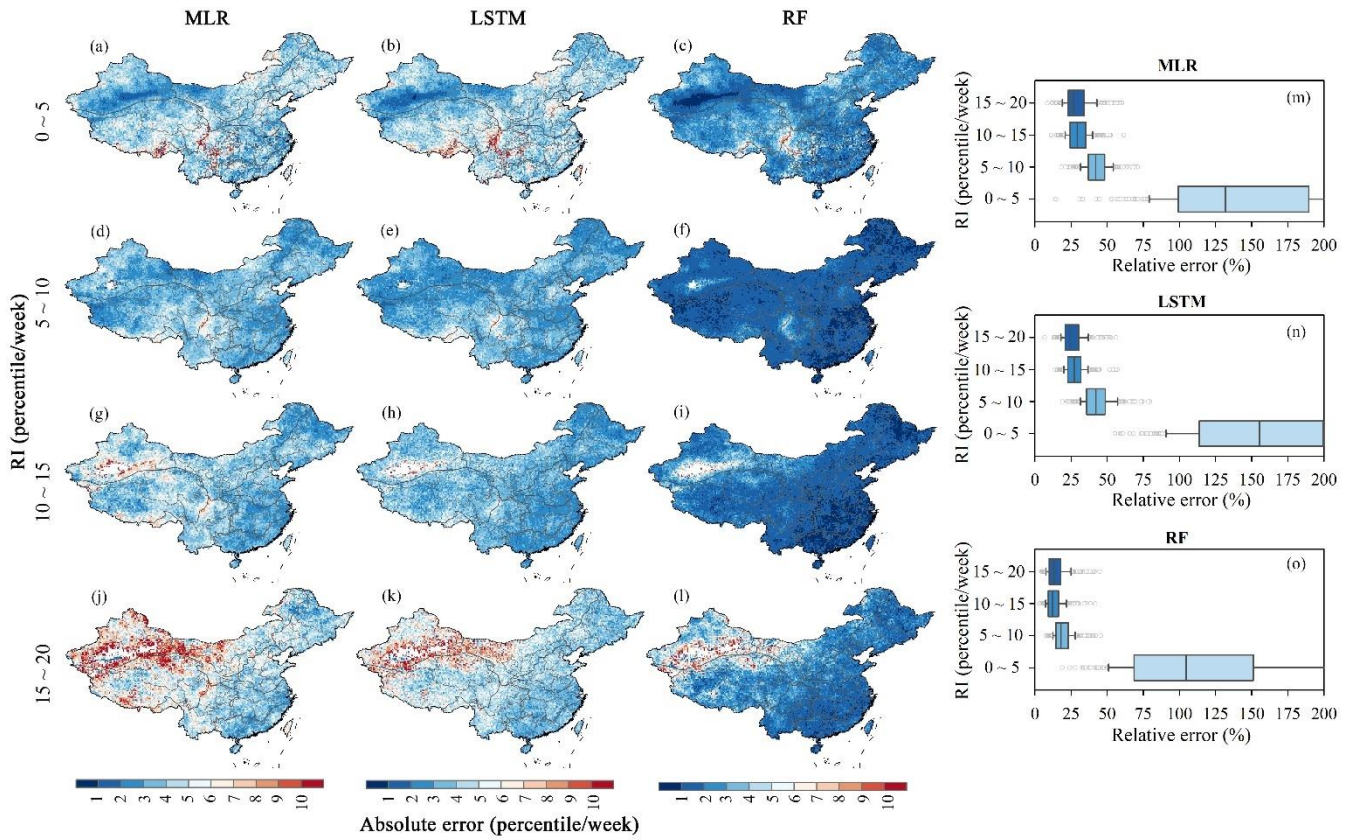 MLR LSTM RF
RI (percentile/week)
0 ~ 5
(a) (b) (c)
5 ~ 10
(d) (e) (f)
10 ~ 15
(g) (h) (i)
15 ~ 20
(j) (k) (l)
1 2 3 4 5 6 7 8 9 10
1 2 3 4 5 6 7 8 9 10
1 2 3 4 5 6 7 8 9 10
Absolute error (percentile/week)
MLR
(m)
RI (percentile/week)
15 ~ 20
10 ~ 15
5 ~ 10
0 ~ 5
0 25 50 75 100 125 150 175 200
Relative error (%)
LSTM
(n)
RI (percentile/week)
15 ~ 20
10 ~ 15
5 ~ 10
0 ~ 5
0 25 50 75 100 125 150 175 200
Relative error (%)
RF
(o)
RI (percentile/week)
15 ~ 20
10 ~ 15
5 ~ 10
0 ~ 5
0 25 50 75 100 125 150 175 200
Relative error (%)